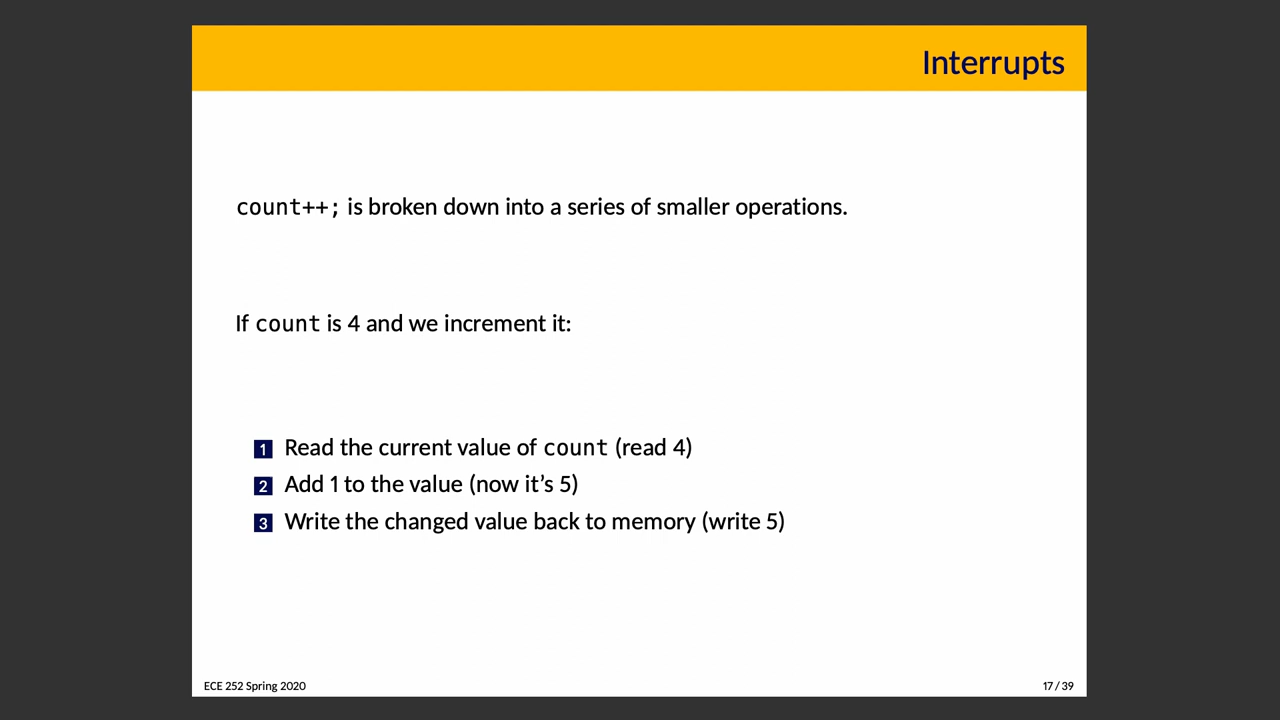 Interrupts
count++; is broken down into a series of smaller operations.
If count is 4 and we increment it:
1 Read the current value of count (read 4)
2 Add 1 to the value (now it’s 5)
3 Write the changed value back to memory (write 5)
ECE 252 Spring 2020
17 / 39